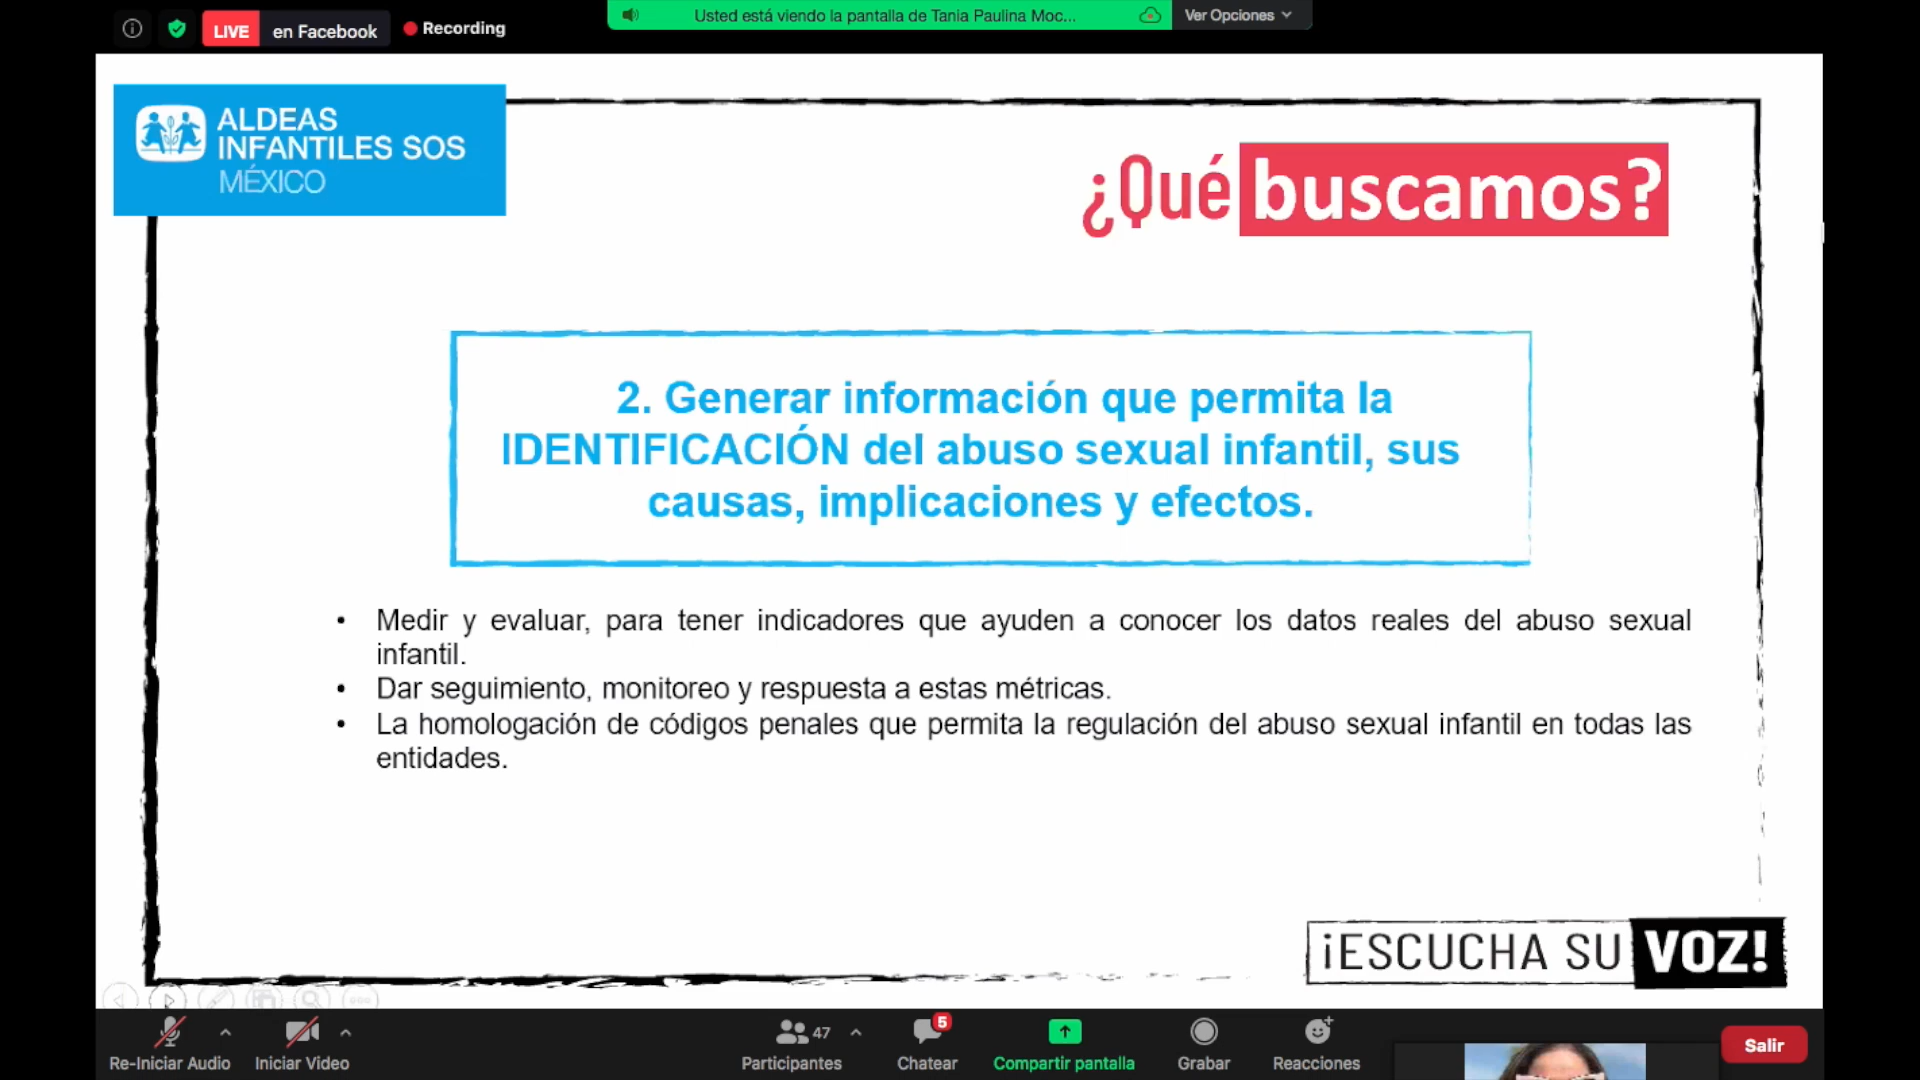 LIVE en Facebook Recording
Usted está viendo la pantalla de Tania Paulina Moc... Ver Opciones
ALDEAS
INFANTILES SOS
MÉXICO
¿Qué buscamos?
2. Generar información que permita la
IDENTIFICACIÓN del abuso sexual infantil, sus
causas, implicaciones y efectos.
• Medir y evaluar, para tener indicadores que ayuden a conocer los datos reales del abuso sexual
infantil.
• Dar seguimiento, monitoreo y respuesta a estas métricas.
• La homologación de códigos penales que permita la regulación del abuso sexual infantil en todas las
entidades.
¡ESCUCHA SU VOZ!
47
5
Re-Iniciar Audio Iniciar Video Participantes Chatear Compartir pantalla Grabar Reacciones Salir